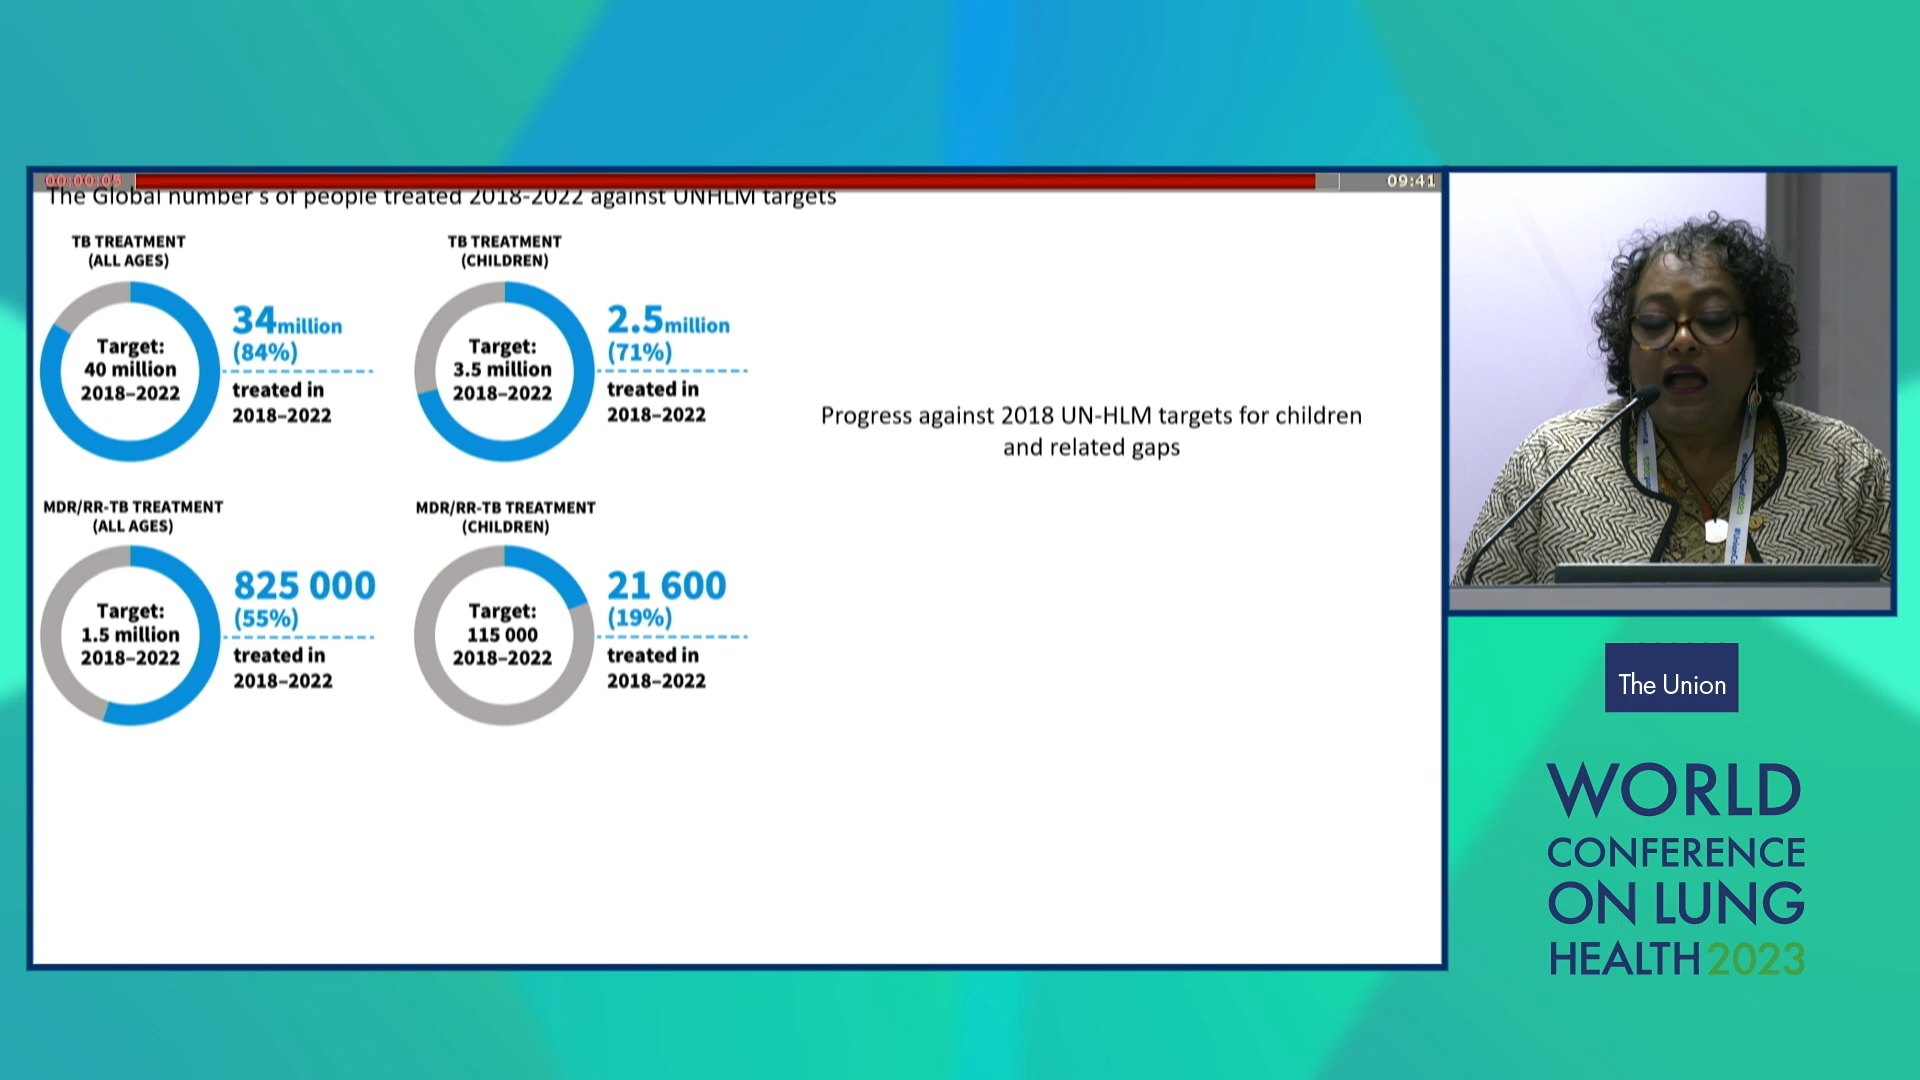 00:00:05
09:41
The Global number s of people treated 2018-2022 against UNHLM targets
TB TREATMENT
(ALL AGES)
Target:
40 million
2018–2022
34 million
(84%)
treated in
2018–2022
TB TREATMENT
(CHILDREN)
Target:
3.5 million
2018–2022
2.5 million
(71%)
treated in
2018–2022
MDR/RR-TB TREATMENT
(ALL AGES)
Target:
1.5 million
2018–2022
825 000
(55%)
treated in
2018–2022
MDR/RR-TB TREATMENT
(CHILDREN)
Target:
115 000
2018–2022
21 600
(19%)
treated in
2018–2022
Progress against 2018 UN-HLM targets for children
and related gaps
The Union
WORLD
CONFERENCE
ON LUNG
HEALTH 2023